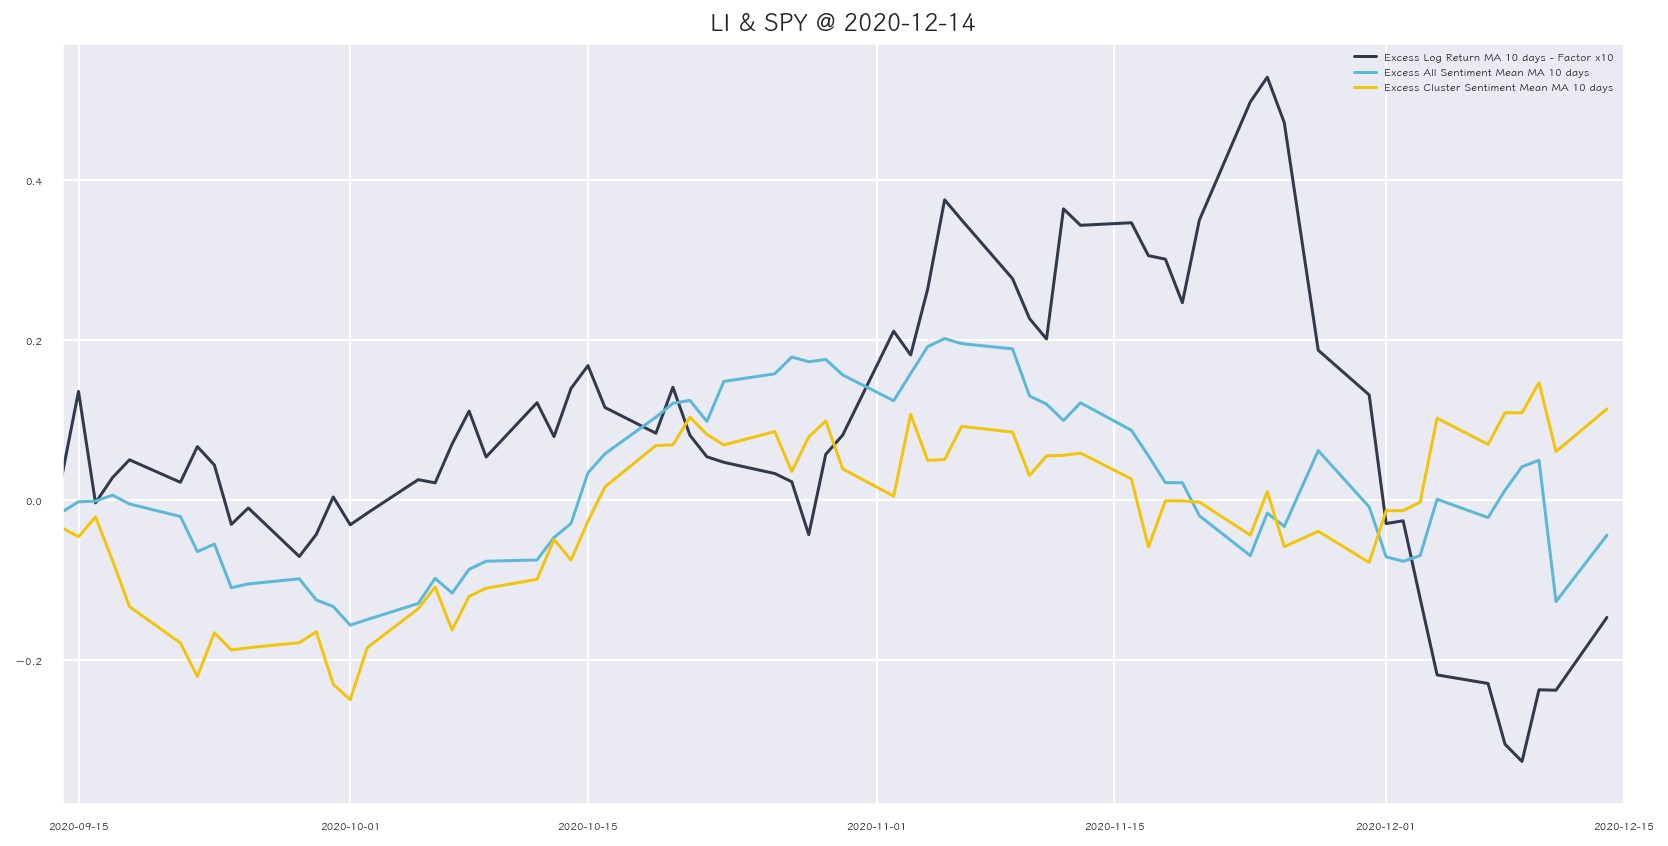 LI & SPY @ 2020-12-14
Excess Log Return MA 10 days - Factor x10
Excess All Sentiment Mean MA 10 days
Excess Cluster Sentiment Mean MA 10 days
0.4
0.2
0.0
−0.2
2020-09-15
2020-10-01
2020-10-15
2020-11-01
2020-11-15
2020-12-01
2020-12-15